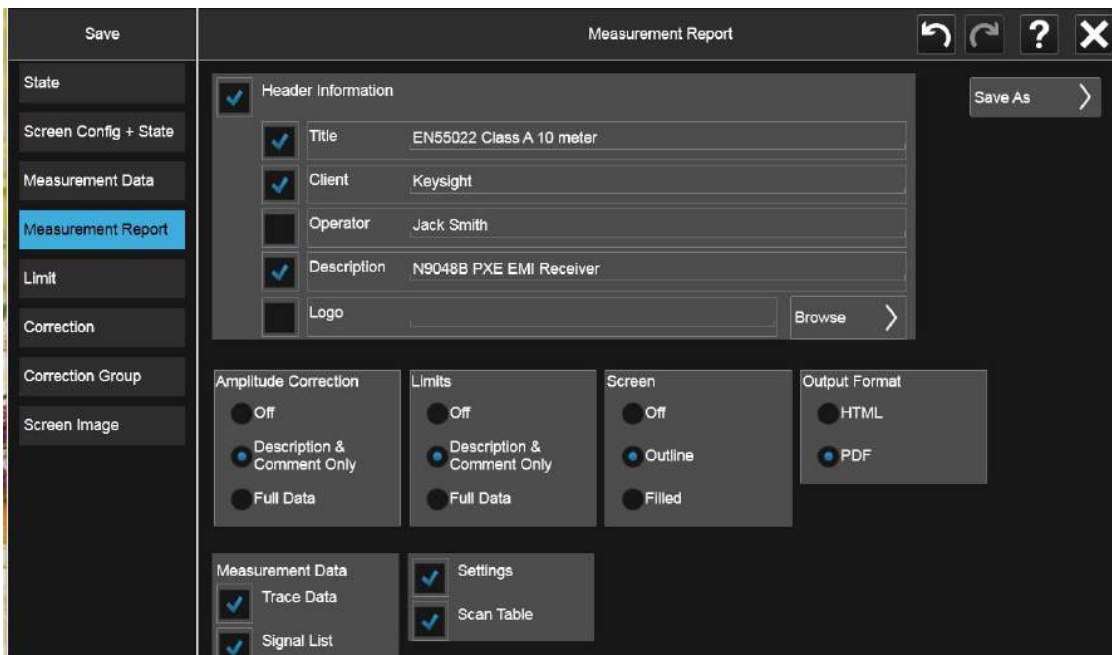 Save
Measurement Report
?
State
Screen Config + State
Measurement Data
Measurement Report
Limit
Correction
Correction Group
Screen Image
Header Information
Save As
Title EN55022 Class A 10 meter
Client Keysight
Operator Jack Smith
Description N9048B PXE EMI Receiver
Logo
Browse
Amplitude Correction
Off
Description &
Comment Only
Full Data
Limits
Off
Description &
Comment Only
Full Data
Screen
Off
Outline
Filled
Output Format
HTML
PDF
Measurement Data
Trace Data
Signal List
Settings
Scan Table